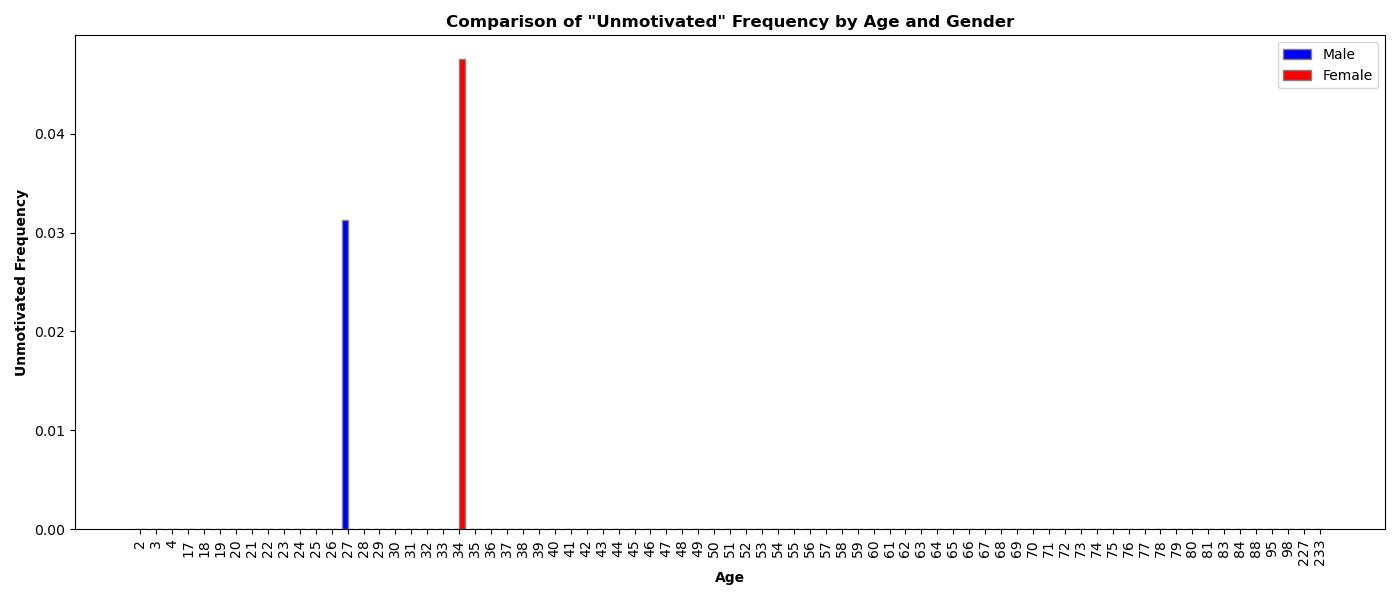 Comparison of "Unmotivated" Frequency by Age and Gender
Male
Female
Unmotivated Frequency
0.04
0.03
0.02
0.01
0.00
2 3 4 17 18 19 20 21 22 23 24 25 26 27 28 29 30 31 32 33 34 35 36 37 38 39 40 41 42 43 44 45 46 47 48 49 50 51 52 53 54 55 56 57 58 59 60 61 62 63 64 65 66 67 68 69 70 71 72 73 74 75 76 77 78 79 80 81 83 84 88 95 98 227 233
Age